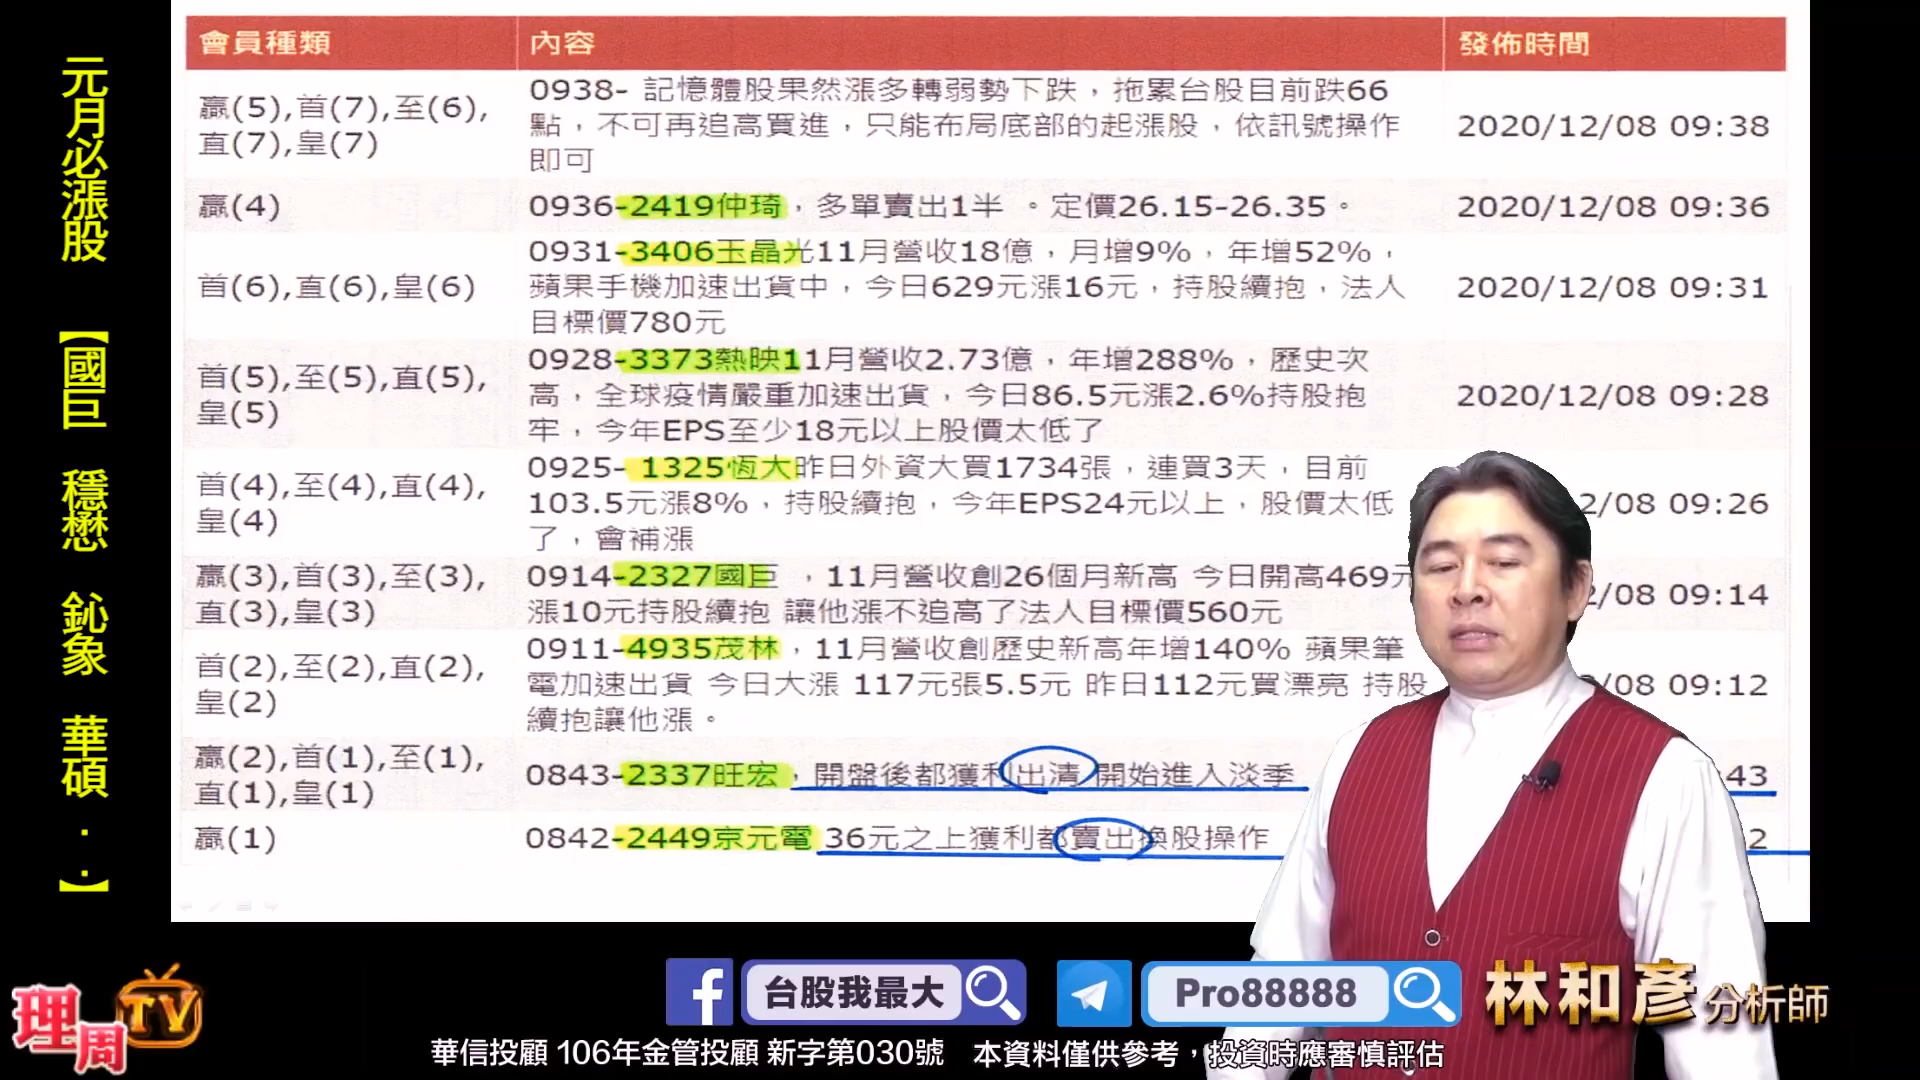 元月必漲股 【國巨 穩懋 鈊象 華碩..】
會員種類 內容 發佈時間
贏(5),首(7),至(6),
直(7),皇(7)
0938- 記憶體股果然漲多轉弱勢下跌，拖累台股目前跌66
點，不可再追高買進，只能布局底部的起漲股，依訊號操作
即可
2020/12/08 09:38
贏(4)
0936-2419仲琦，多單賣出1半 。定價26.15-26.35。
2020/12/08 09:36
首(6),直(6),皇(6)
0931-3406玉晶光11月營收18億，月增9%，年增52%，
蘋果手機加速出貨中，今日629元漲16元，持股續抱，法人
目標價780元
2020/12/08 09:31
首(5),至(5),直(5),
皇(5)
0928-3373熱映11月營收2.73億，年增288%，歷史次
高，全球疫情嚴重加速出貨，今日86.5元漲2.6%持股抱
牢，今年EPS至少18元以上股價太低了
2020/12/08 09:28
首(4),至(4),直(4),
皇(4)
0925- 1325恆大昨日外資大買1734張，連買3天，目前
103.5元漲8%，持股續抱，今年EPS24元以上，股價太低
了，會補漲
2/08 09:26
贏(3),首(3),至(3),
直(3),皇(3)
0914-2327國巨 ，11月營收創26個月新高 今日開高469元
漲10元持股續抱 讓他漲不追高了法人目標價560元
2/08 09:14
首(2),至(2),直(2),
皇(2)
0911-4935茂林，11月營收創歷史新高年增140% 蘋果筆
電加速出貨 今日大漲 117元張5.5元 昨日112元買漂亮 持股
續抱讓他漲。
/08 09:12
贏(2),首(1),至(1),
直(1),皇(1)
0843-2337旺宏，開盤後都獲利出清 開始進入淡季
43
贏(1)
0842-2449京元電 36元之上獲利都賣出換股操作
2
理周TV
f 台股我最大 Pro88888 林和彥分析師
華信投顧 106年金管投顧 新字第030號 本資料僅供參考，投資時應審慎評估